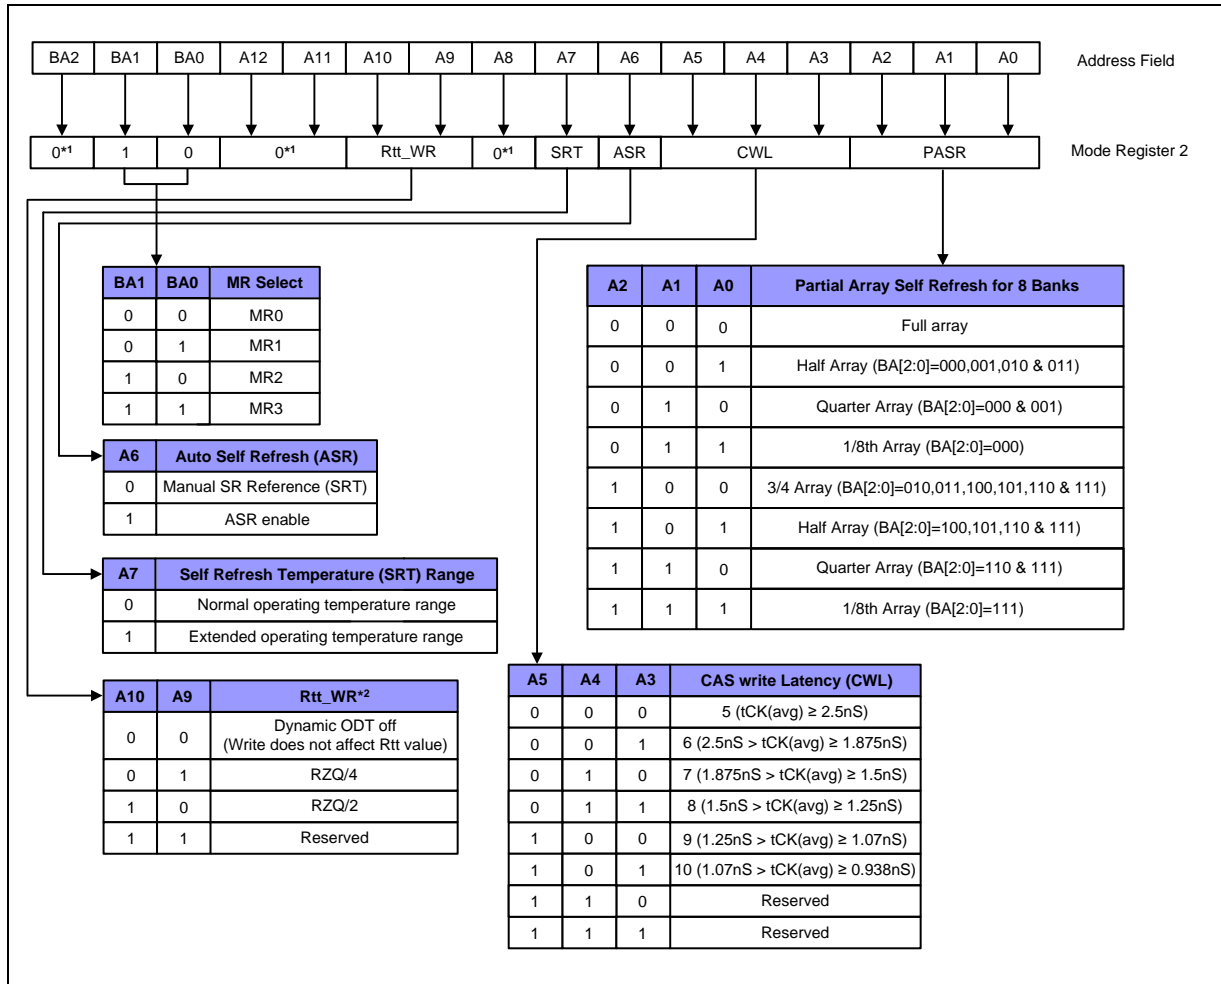 BA2 BA1 BA0 A12 A11 A10 A9 A8 A7 A6 A5 A4 A3 A2 A1 A0 Address Field
0*1 1 0 0*1 Rtt_WR 0*1 SRT ASR CWL PASR Mode Register 2
BA1 BA0 MR Select
0 0 MR0
0 1 MR1
1 0 MR2
1 1 MR3
A6 Auto Self Refresh (ASR)
0 Manual SR Reference (SRT)
1 ASR enable
A7 Self Refresh Temperature (SRT) Range
0 Normal operating temperature range
1 Extended operating temperature range
A10 A9 Rtt_WR*2
0 0 Dynamic ODT off
(Write does not affect Rtt value)
0 1 RZQ/4
1 0 RZQ/2
1 1 Reserved
A2 A1 A0 Partial Array Self Refresh for 8 Banks
0 0 0 Full array
0 0 1 Half Array (BA[2:0]=000,001,010 & 011)
0 1 0 Quarter Array (BA[2:0]=000 & 001)
0 1 1 1/8th Array (BA[2:0]=000)
1 0 0 3/4 Array (BA[2:0]=010,011,100,101,110 & 111)
1 0 1 Half Array (BA[2:0]=100,101,110 & 111)
1 1 0 Quarter Array (BA[2:0]=110 & 111)
1 1 1 1/8th Array (BA[2:0]=111)
A5 A4 A3 CAS write Latency (CWL)
0 0 0 5 (tCK(avg) ≥ 2.5nS)
0 0 1 6 (2.5nS > tCK(avg) ≥ 1.875nS)
0 1 0 7 (1.875nS > tCK(avg) ≥ 1.5nS)
0 1 1 8 (1.5nS > tCK(avg) ≥ 1.25nS)
1 0 0 9 (1.25nS > tCK(avg) ≥ 1.07nS)
1 0 1 10 (1.07nS > tCK(avg) ≥ 0.938nS)
1 1 0 Reserved
1 1 1 Reserved